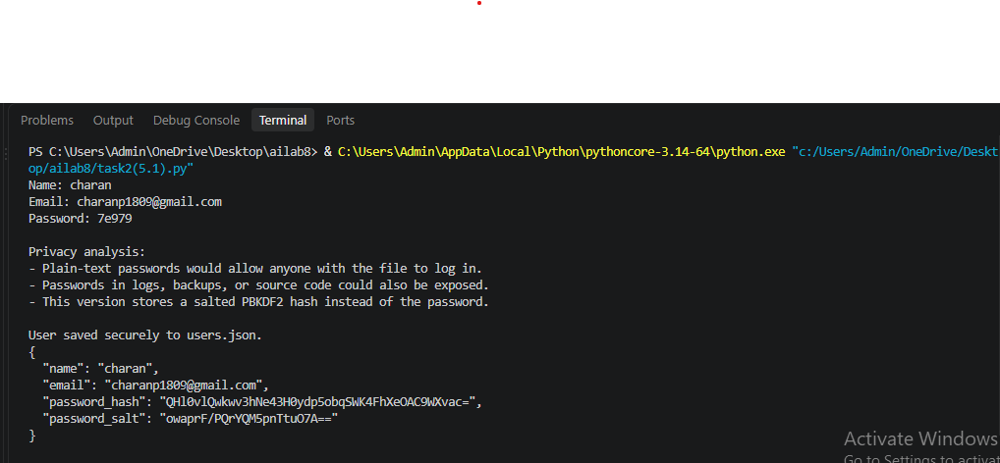 Problems Output Debug Console Terminal Ports
PS C:\Users\Admin\OneDrive\Desktop\ailab8> & C:\Users\Admin\AppData\Local\Python\pythoncore-3.14-64\python.exe "c:/Users/Admin/OneDrive/Deskt
op/ailab8/task2(5.1).py"
Name: charan
Email: charanp1809@gmail.com
Password: 7e979
Privacy analysis:
- Plain-text passwords would allow anyone with the file to log in.
- Passwords in logs, backups, or source code could also be exposed.
- This version stores a salted PBKDF2 hash instead of the password.
User saved securely to users.json.
{
"name": "charan",
"email": "charanp1809@gmail.com",
"password_hash": "QHl0vlQwkwv3hNe43H0ydp5obqSWK4FhXeOAC9WXvac=",
"password_salt": "owaprF/PQrYQM5pnTtuO7A=="
}
Activate Windows
Go to Settings to activat